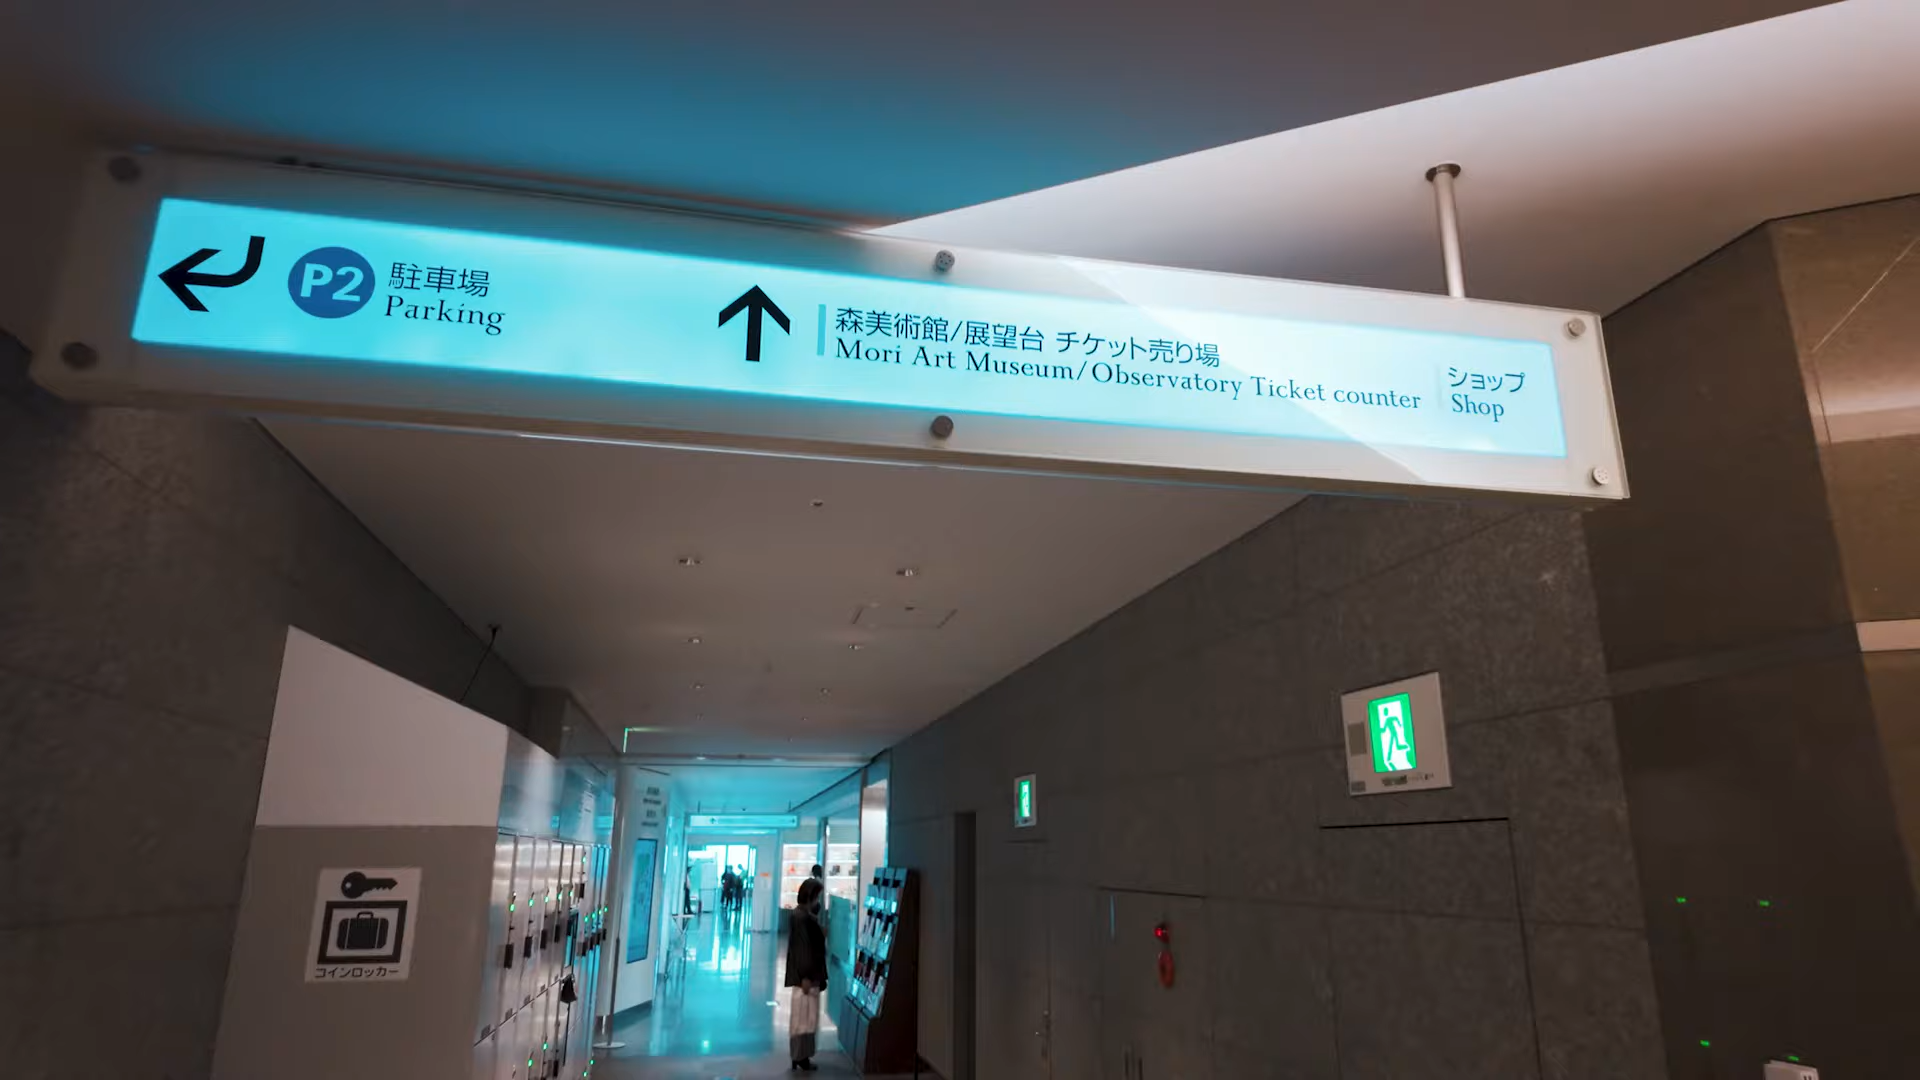 P2
駐車場
Parking
森美術館/展望台 チケット売り場
Mori Art Museum/Observatory Ticket counter
ショップ
Shop
コインロッカー